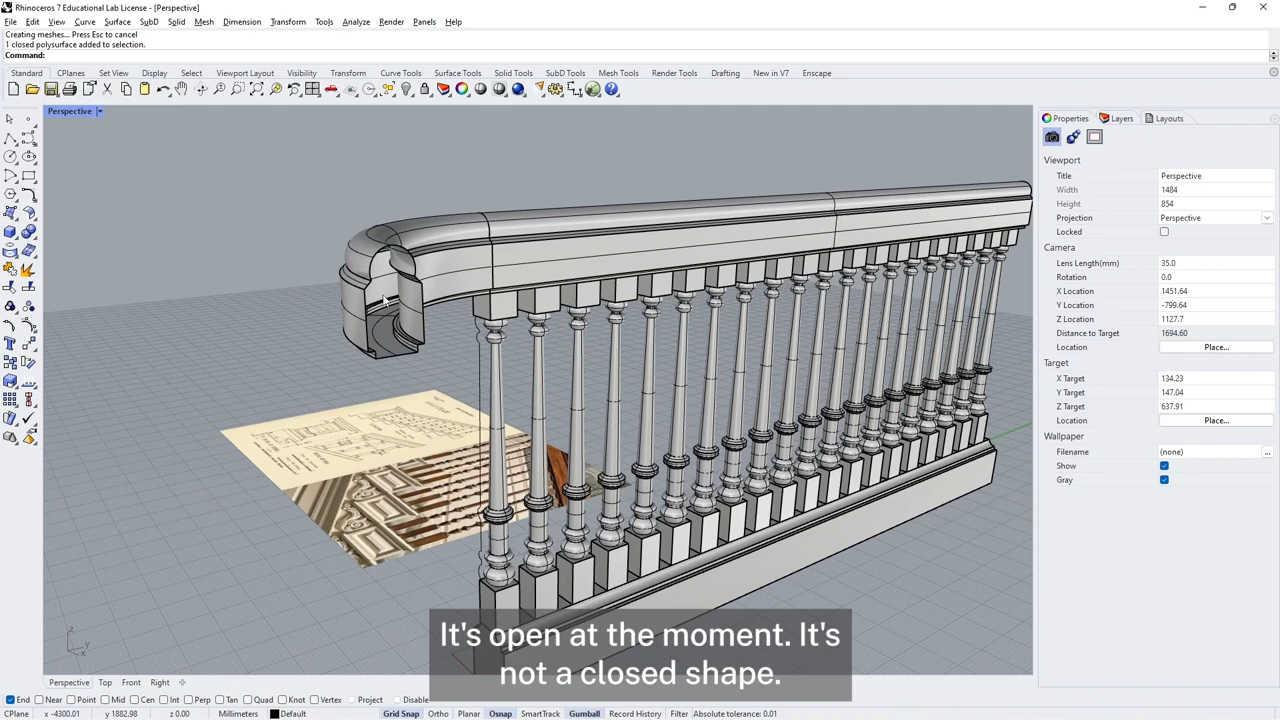 Rhinoceros 7 Educational Lab License - [Perspective]
File Edit View Curve Surface SubD Solid Mesh Dimension Transform Tools Analyze Render Panels Help
Creating meshes... Press Esc to cancel
1 closed polysurface added to selection.
Command:
Standard CPlanes Set View Display Select Viewport Layout Visibility Transform Curve Tools Surface Tools Solid Tools SubD Tools Mesh Tools Render Tools Drafting New in V7 Enscape
Perspective
Properties Layers Layouts
Viewport
Title Perspective
Width 1484
Height 854
Projection Perspective
Locked
Camera
Lens Length(mm) 35.0
Rotation 0.0
X Location 1451.64
Y Location -799.64
Z Location 1127.7
Distance to Target 1694.60
Location Place...
Target
X Target 134.23
Y Target 147.04
Z Target 637.91
Location Place...
Wallpaper
Filename (none) ...
Show
Gray
z
y
x
It's open at the moment. It's
not a closed shape.
Perspective Top Front Right
End Near Point Mid Cen Int Perp Tan Quad Knot Vertex Project Disable
CPlane x -4300.01 y 1882.98 z 0.00 Millimeters Default Grid Snap Ortho Planar Osnap SmartTrack Gumball Record History Filter Absolute tolerance: 0.01